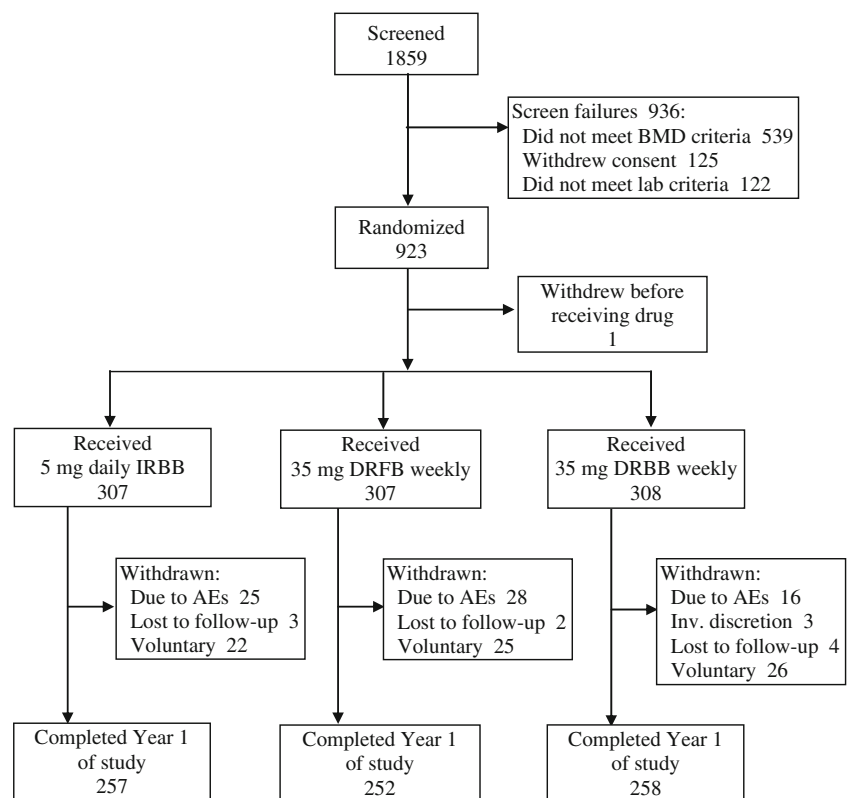 Screened
1859
Screen failures 936:
Did not meet BMD criteria 539
Withdrew consent 125
Did not meet lab criteria 122
Randomized
923
Withdrew before
receiving drug
1
Received
5 mg daily IRBB
307
Received
35 mg DRFB weekly
307
Received
35 mg DRBB weekly
308
Withdrawn:
Due to AEs 25
Lost to follow-up 3
Voluntary 22
Withdrawn:
Due to AEs 28
Lost to follow-up 2
Voluntary 25
Withdrawn:
Due to AEs 16
Inv. discretion 3
Lost to follow-up 4
Voluntary 26
Completed Year 1
of study
257
Completed Year 1
of study
252
Completed Year 1
of study
258